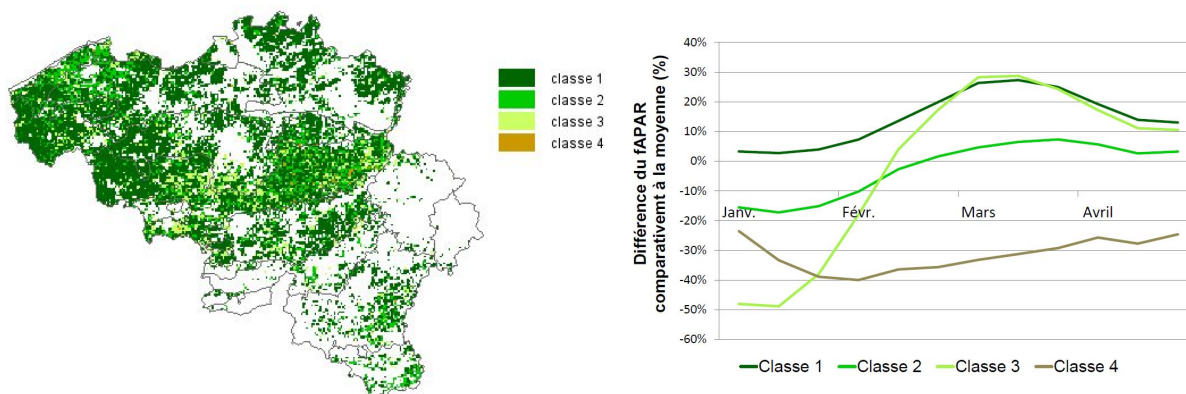 classe 1
classe 2
classe 3
classe 4
Différence du fAPAR
comparativemt à la moyenne (%)
40%
30%
20%
10%
0%
-10%
-20%
-30%
-40%
-50%
-60%
Janv.
Févr.
Mars
Avril
Classe 1
Classe 2
Classe 3
Classe 4